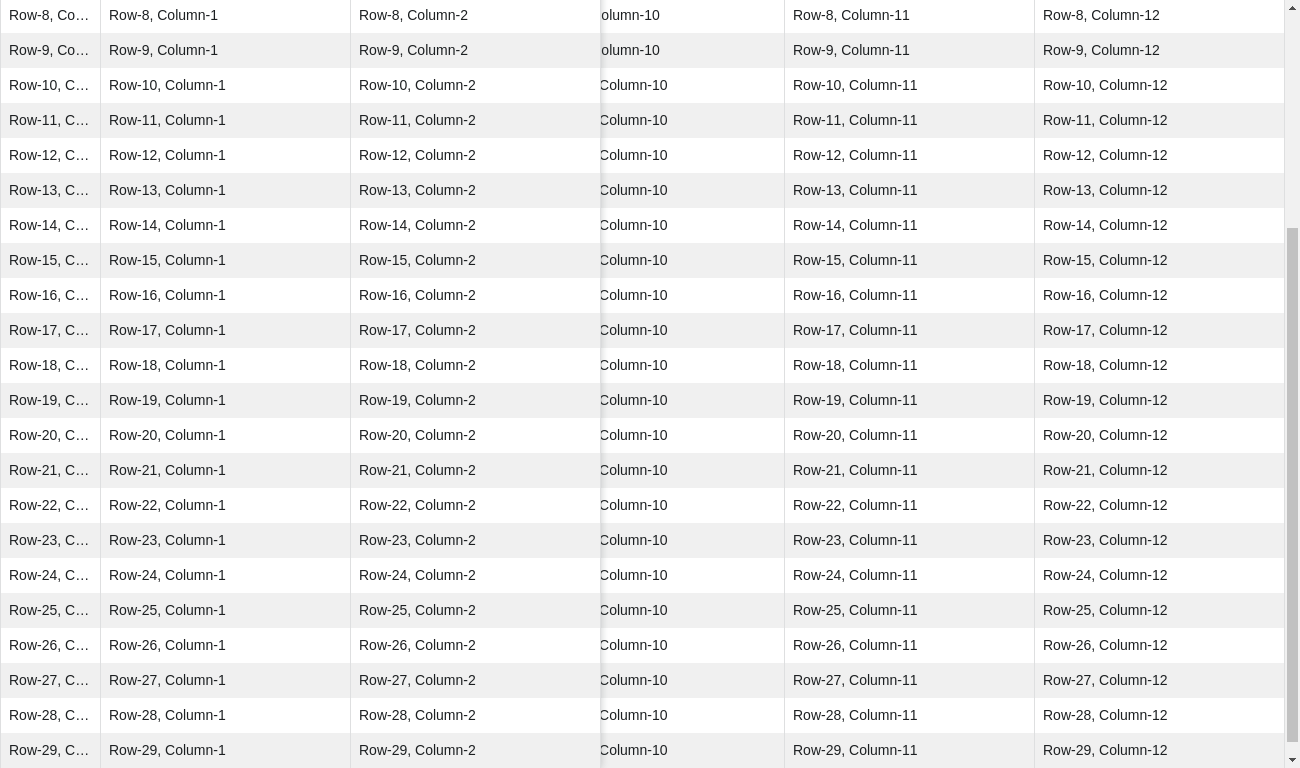 Row-8, Co… Row-8, Column-1 Row-8, Column-2 olumn-10 Row-8, Column-11 Row-8, Column-12
Row-9, Co… Row-9, Column-1 Row-9, Column-2 olumn-10 Row-9, Column-11 Row-9, Column-12
Row-10, C… Row-10, Column-1 Row-10, Column-2 Column-10 Row-10, Column-11 Row-10, Column-12
Row-11, C… Row-11, Column-1 Row-11, Column-2 Column-10 Row-11, Column-11 Row-11, Column-12
Row-12, C… Row-12, Column-1 Row-12, Column-2 Column-10 Row-12, Column-11 Row-12, Column-12
Row-13, C… Row-13, Column-1 Row-13, Column-2 Column-10 Row-13, Column-11 Row-13, Column-12
Row-14, C… Row-14, Column-1 Row-14, Column-2 Column-10 Row-14, Column-11 Row-14, Column-12
Row-15, C… Row-15, Column-1 Row-15, Column-2 Column-10 Row-15, Column-11 Row-15, Column-12
Row-16, C… Row-16, Column-1 Row-16, Column-2 Column-10 Row-16, Column-11 Row-16, Column-12
Row-17, C… Row-17, Column-1 Row-17, Column-2 Column-10 Row-17, Column-11 Row-17, Column-12
Row-18, C… Row-18, Column-1 Row-18, Column-2 Column-10 Row-18, Column-11 Row-18, Column-12
Row-19, C… Row-19, Column-1 Row-19, Column-2 Column-10 Row-19, Column-11 Row-19, Column-12
Row-20, C… Row-20, Column-1 Row-20, Column-2 Column-10 Row-20, Column-11 Row-20, Column-12
Row-21, C… Row-21, Column-1 Row-21, Column-2 Column-10 Row-21, Column-11 Row-21, Column-12
Row-22, C… Row-22, Column-1 Row-22, Column-2 Column-10 Row-22, Column-11 Row-22, Column-12
Row-23, C… Row-23, Column-1 Row-23, Column-2 Column-10 Row-23, Column-11 Row-23, Column-12
Row-24, C… Row-24, Column-1 Row-24, Column-2 Column-10 Row-24, Column-11 Row-24, Column-12
Row-25, C… Row-25, Column-1 Row-25, Column-2 Column-10 Row-25, Column-11 Row-25, Column-12
Row-26, C… Row-26, Column-1 Row-26, Column-2 Column-10 Row-26, Column-11 Row-26, Column-12
Row-27, C… Row-27, Column-1 Row-27, Column-2 Column-10 Row-27, Column-11 Row-27, Column-12
Row-28, C… Row-28, Column-1 Row-28, Column-2 Column-10 Row-28, Column-11 Row-28, Column-12
Row-29, C… Row-29, Column-1 Row-29, Column-2 Column-10 Row-29, Column-11 Row-29, Column-12